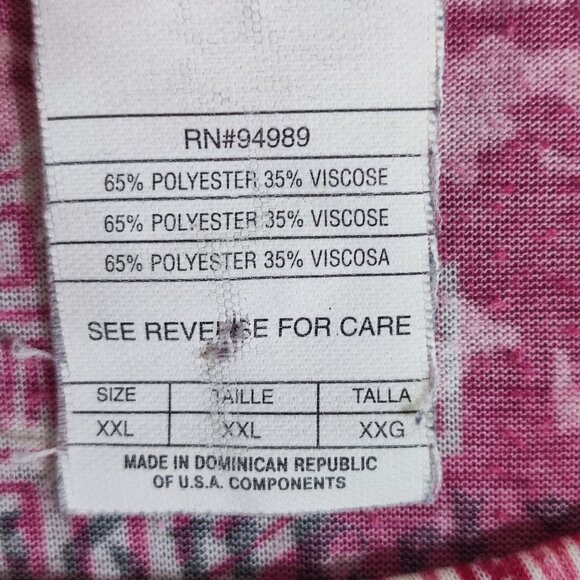 RN#94989
65% POLYESTER 35% VISCOSE
65% POLYESTER 35% VISCOSE
65% POLYESTER 35% VISCOSA
SEE REVERSE FOR CARE
SIZE TAILLE TALLA
XXL XXL XXG
MADE IN DOMINICAN REPUBLIC
OF U.S.A. COMPONENTS